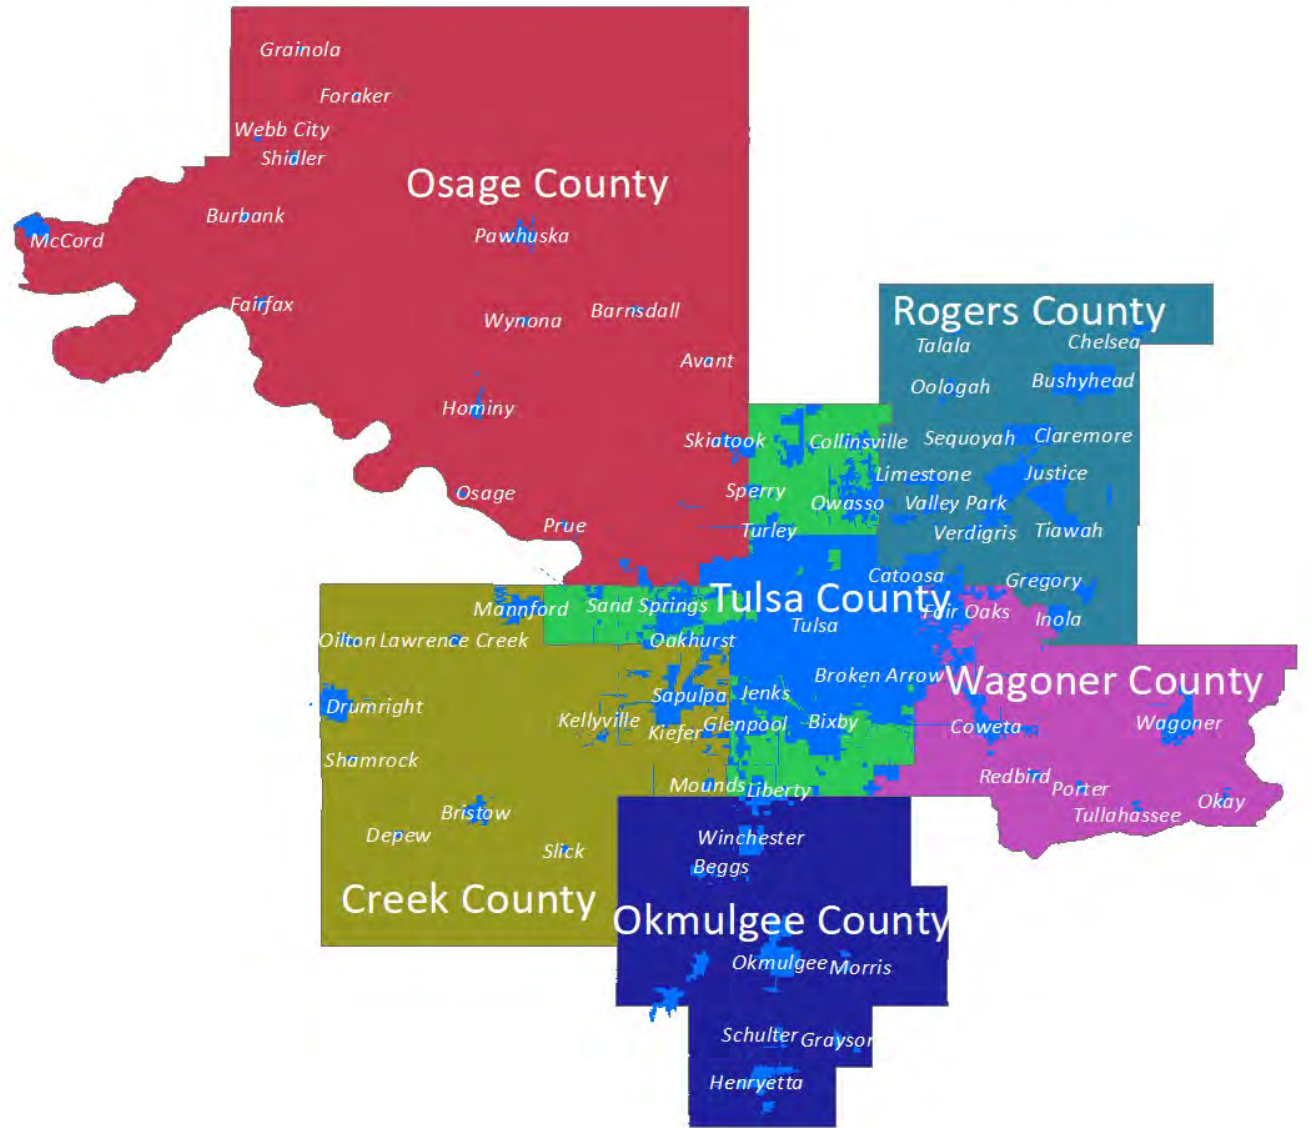 Grainola
Foraker
Webb City
Shidler
Osage County
Burbank
Pawhuska
McCord
Fairfax
Wynona
Barnsdall
Avant
Hominy
Skiatook
Osage
Sperry
Prue
Turley
Rogers County
Talala
Chelsea
Oologah
Bushyhead
Collinsville
Sequoyah
Claremore
Limestone
Justice
Owasso
Valley Park
Verdigris
Tiawah
Catoosa
Gregory
Inola
Tulsa County
Fair Oaks
Mannford
Sand Springs
Tulsa
Oilton
Lawrence Creek
Oakhurst
Broken Arrow
Wagoner County
Drumright
Sapulpa
Jenks
Kellyville
Kiefer
Glenpool
Bixby
Coweta
Wagoner
Shamrock
Mounds
Liberty
Redbird
Porter
Tullahassee
Okay
Bristow
Depew
Slick
Creek County
Winchester
Beggs
Okmulgee County
Okmulgee
Morris
Schulter
Grayson
Henryetta